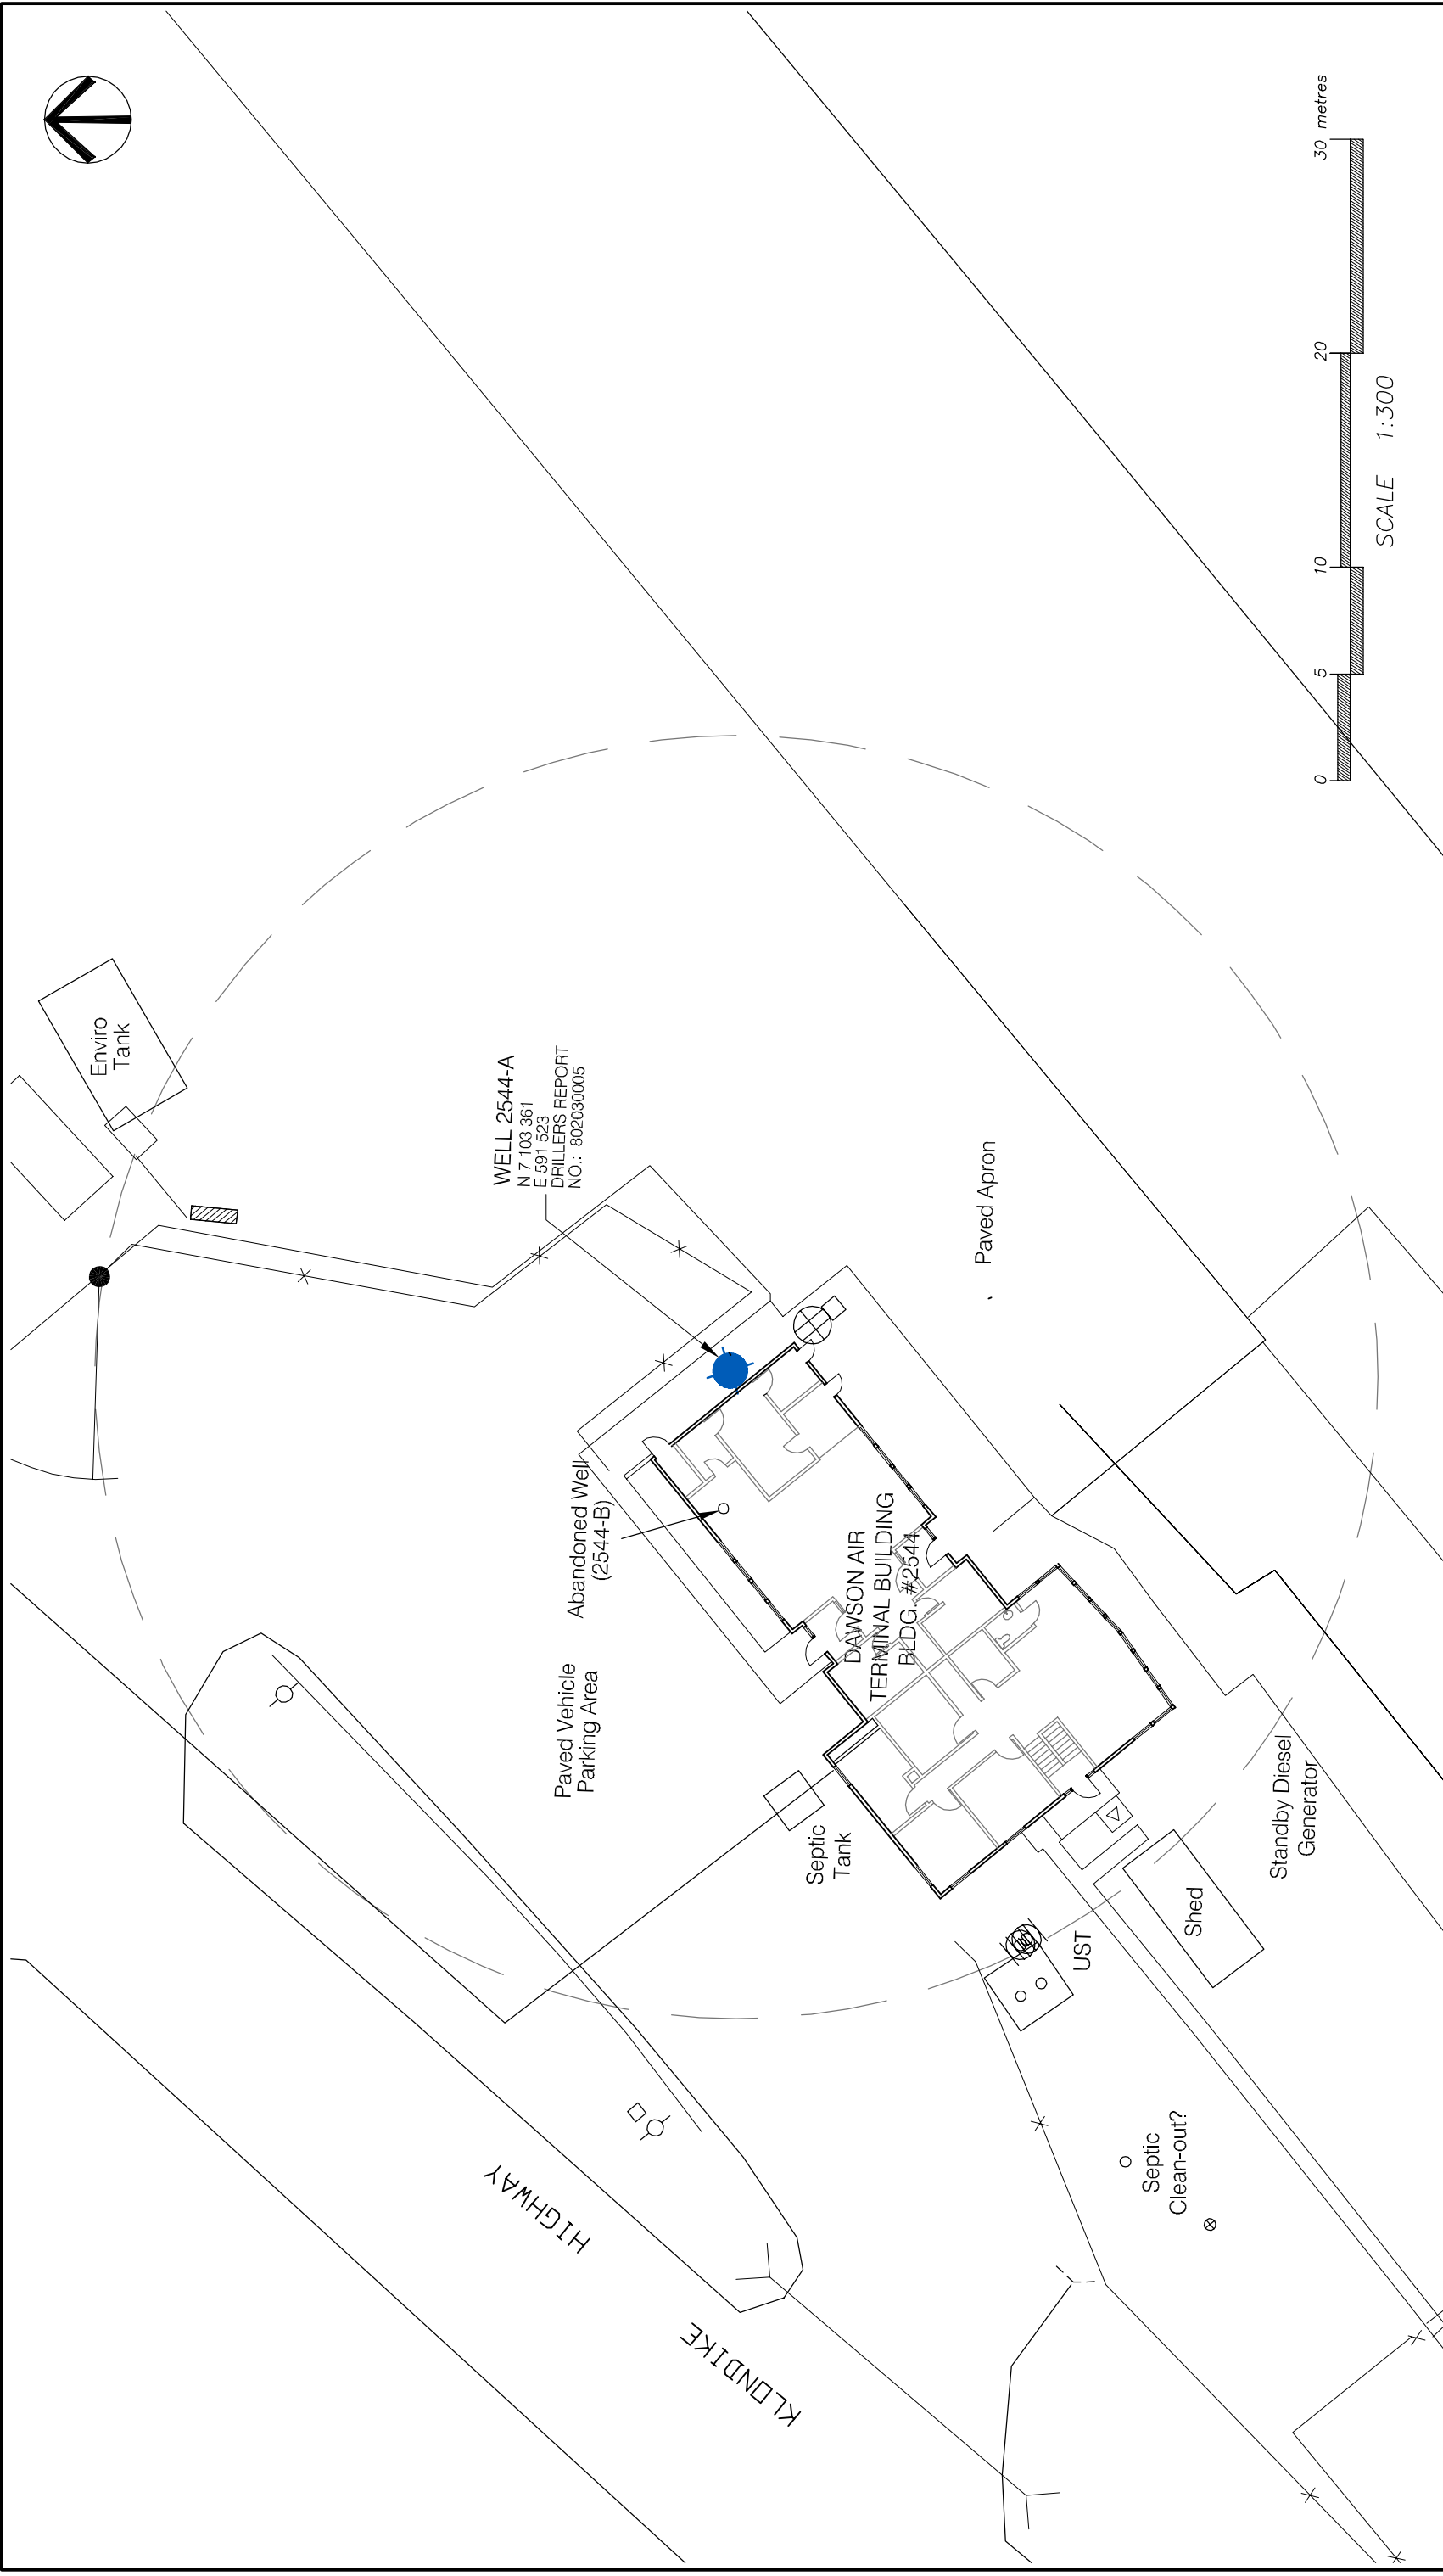 Enviro
Tank
WELL 2544-A
N 7 103 361
E 591 523
DRILLERS REPORT
NO.: 802030005
Abandoned Well
(2544-B)
Paved Vehicle
Parking Area
Paved Apron
DAWSON AIR
TERMINAL BUILDING
BLDG. #2544
Septic
Tank
Standby Diesel
Generator
Shed
UST
Septic
Clean-out?
KLONDIKE
HIGHWAY
0 5 10 20 30 metres
SCALE 1:300